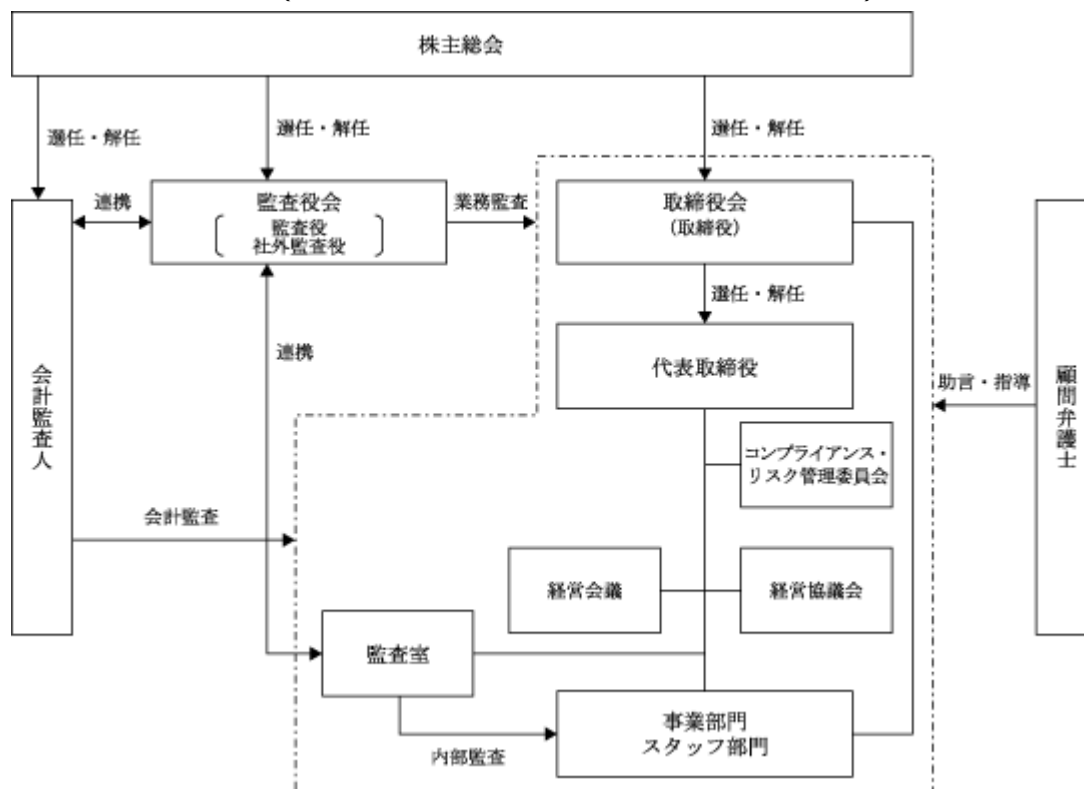 株主総会
選任・解任
選任・解任
選任・解任
連携
監査役会
監査役
社外監査役
業務監査
取締役会
(取締役)
選任・解任
連携
代表取締役
会計監査人
助言・指導
顧問弁護士
コンプライアンス・
リスク管理委員会
会計監査
経営会議
経営協議会
監査室
内部監査
事業部門
スタッフ部門